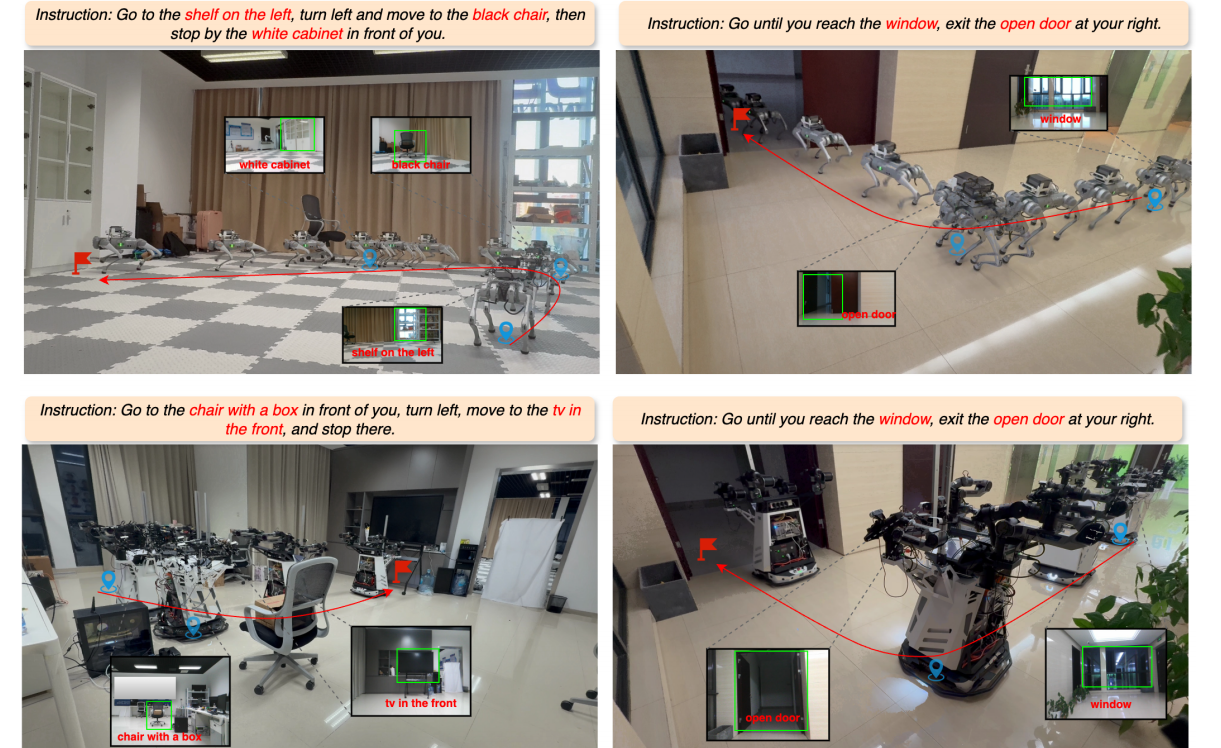 Instruction: Go to the shelf on the left, turn left and move to the black chair, then
stop by the white cabinet in front of you.
white cabinet
black chair
shelf on the left
Instruction: Go until you reach the window, exit the open door at your right.
window
open door
Instruction: Go to the chair with a box in front of you, turn left, move to the tv in
the front, and stop there.
chair with a box
tv in the front
Instruction: Go until you reach the window, exit the open door at your right.
open door
window